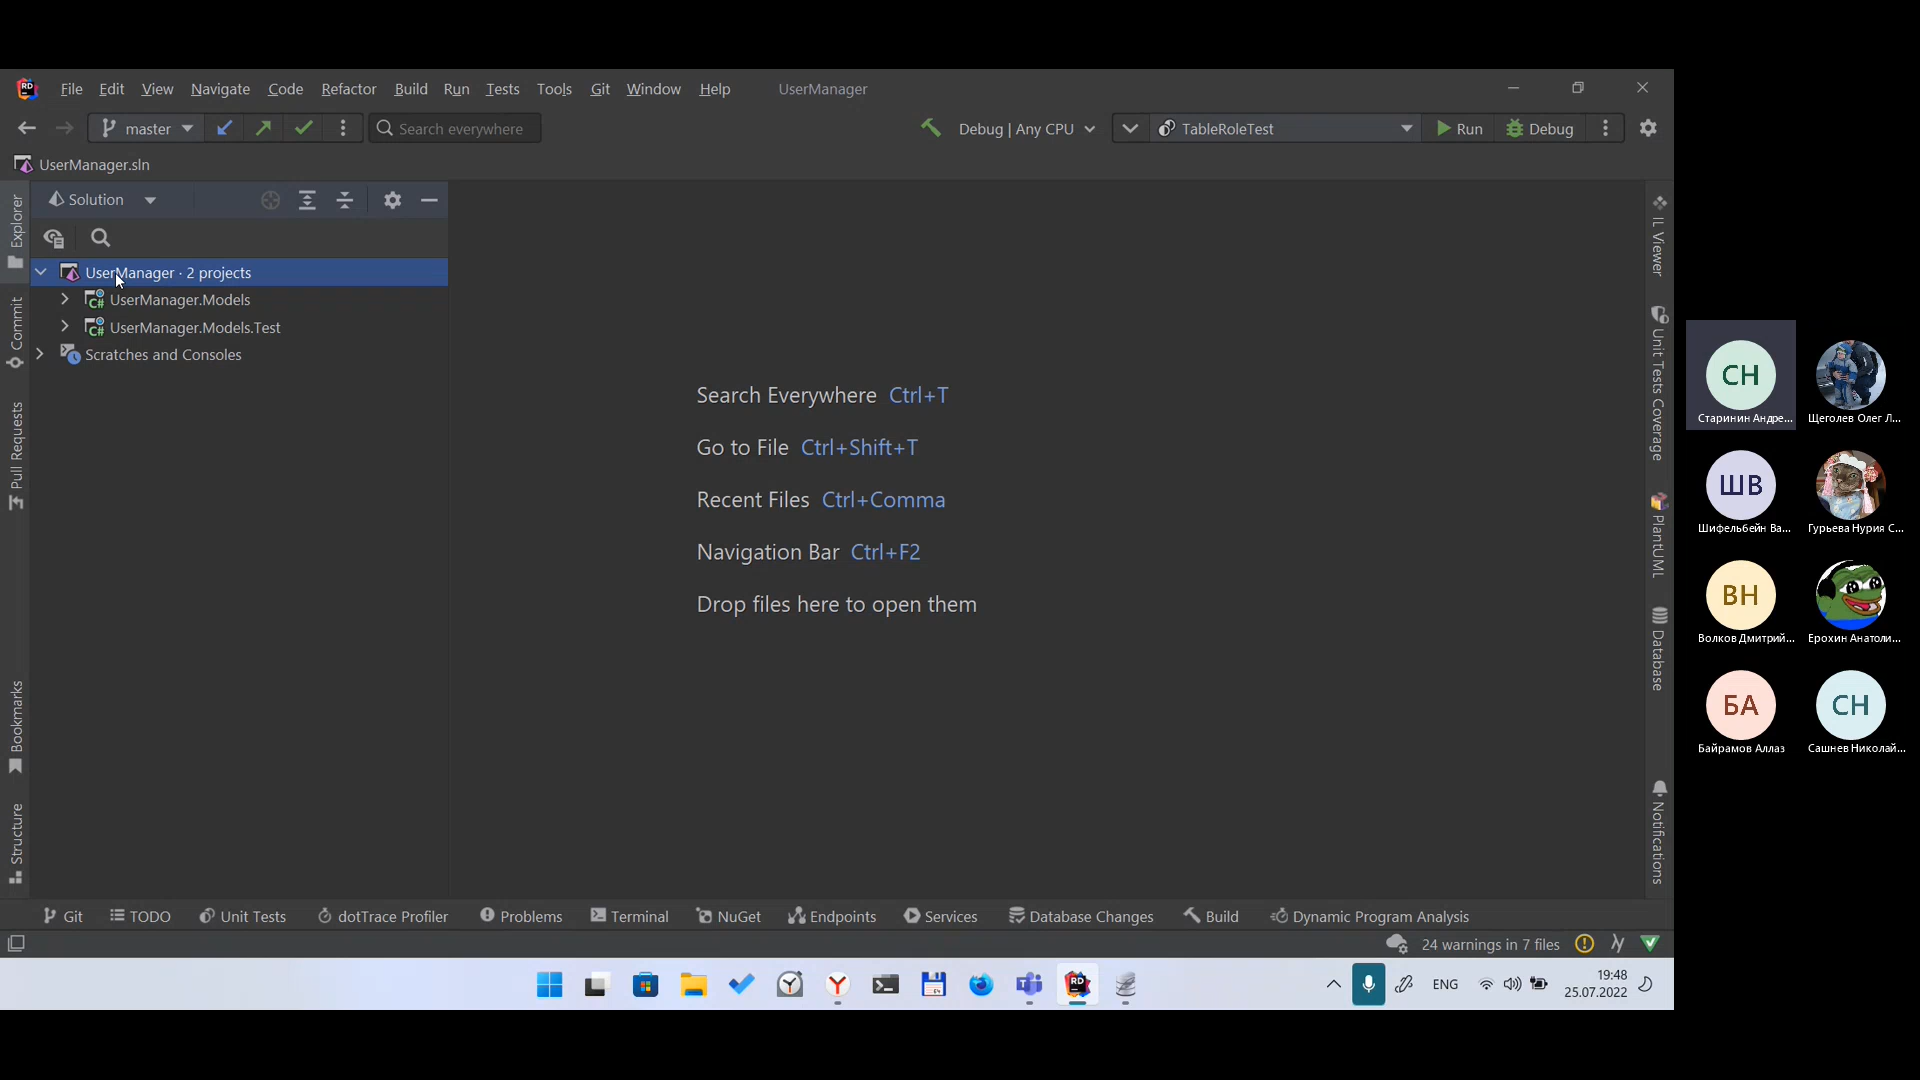 RD File Edit View Navigate Code Refactor Build Run Tests Tools Git Window Help UserManager
master Search everywhere Debug | Any CPU TableRoleTest Run Debug
UserManager.sln
Solution
UserManager · 2 projects
C# UserManager.Models
C# UserManager.Models.Test
Scratches and Consoles
Explorer
Commit
Pull Requests
Bookmarks
Structure
Search Everywhere Ctrl+T
Go to File Ctrl+Shift+T
Recent Files Ctrl+Comma
Navigation Bar Ctrl+F2
Drop files here to open them
IL Viewer
Unit Tests Coverage
PlantUML
Database
Notifications
Git TODO Unit Tests dotTrace Profiler Problems Terminal NuGet Endpoints Services Database Changes Build Dynamic Program Analysis
24 warnings in 7 files
ENG 19:48
25.07.2022
СН
Старинин Андре... Щеголев Олег Л...
ШВ
Шифельбейн Ва... Гурьева Нурия С...
ВН
Волков Дмитрий... Ерохин Анатоли...
БА СН
Байрамов Аллаз Сашнев Николай...